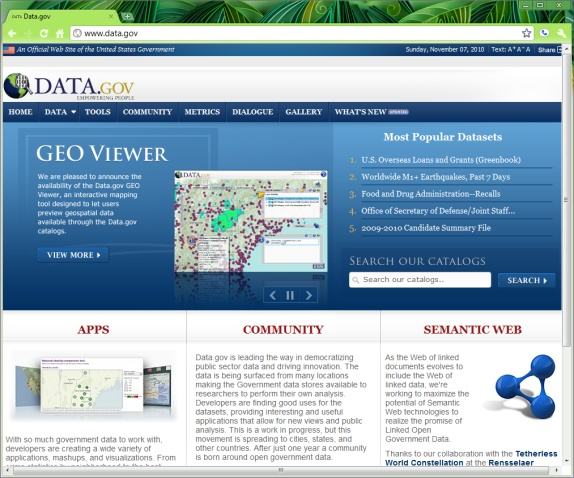 Data.gov
www.data.gov
An Official Web Site of the United States Government
Sunday, November 07, 2010 | Text: A+ A- A | Share
DATA.GOV
EMPOWERING PEOPLE
HOME DATA TOOLS COMMUNITY METRICS DIALOGUE GALLERY WHAT'S NEW UPDATED
GEO VIEWER
We are pleased to announce the
availability of the Data.gov GEO
Viewer, an interactive mapping
tool designed to let users
preview geospatial data
available through the Data.gov
catalogs.
VIEW MORE
Most Popular Datasets
1. U.S. Overseas Loans and Grants (Greenbook)
2. Worldwide M1+ Earthquakes, Past 7 Days
3. Food and Drug Administration--Recalls
4. Office of Secretary of Defense/Joint Staff...
5. 2009-2010 Candidate Summary File
SEARCH OUR CATALOGS
Search our catalogs..
SEARCH
APPS
With so much government data to work with,
developers are creating a wide variety of
applications, mashups, and visualizations. From
COMMUNITY
Data.gov is leading the way in democratizing
public sector data and driving innovation. The
data is being surfaced from many locations
making the Government data stores available
to researchers to perform their own analysis.
Developers are finding good uses for the
datasets, providing interesting and useful
applications that allow for new views and public
analysis. This is a work in progress, but this
movement is spreading to cities, states, and
other countries. After just one year a community
is born around open government data.
SEMANTIC WEB
As the Web of linked
documents evolves to
include the Web of
linked data, we're
working to maximize the
potential of Semantic
Web technologies to
realize the promise of
Linked Open
Government Data.
Thanks to our collaboration with the Tetherless
World Constellation at the Rensselaer